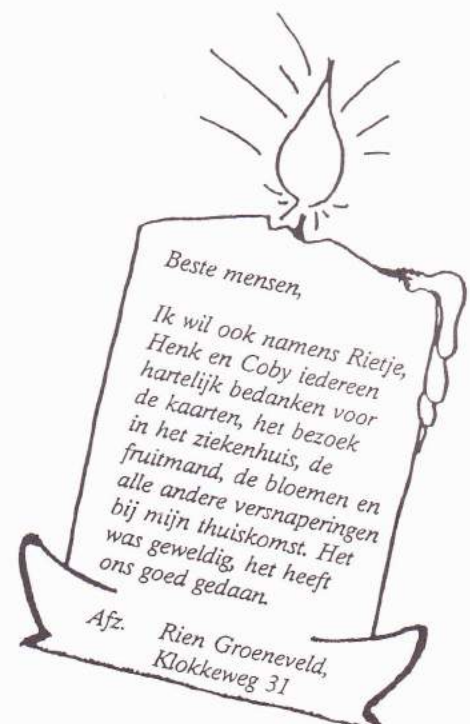 Beste mensen,
Ik wil ook namens Rietje,
Henk en Coby iedereen
hartelijk bedanken voor
de kaarten, het bezoek
in het ziekenhuis, de
fruitmand, de bloemen en
alle andere versnaperingen
bij mijn thuiskomst. Het
was geweldig, het heeft
ons goed gedaan.
Afz. Rien Groeneveld,
Klokkeweg 31